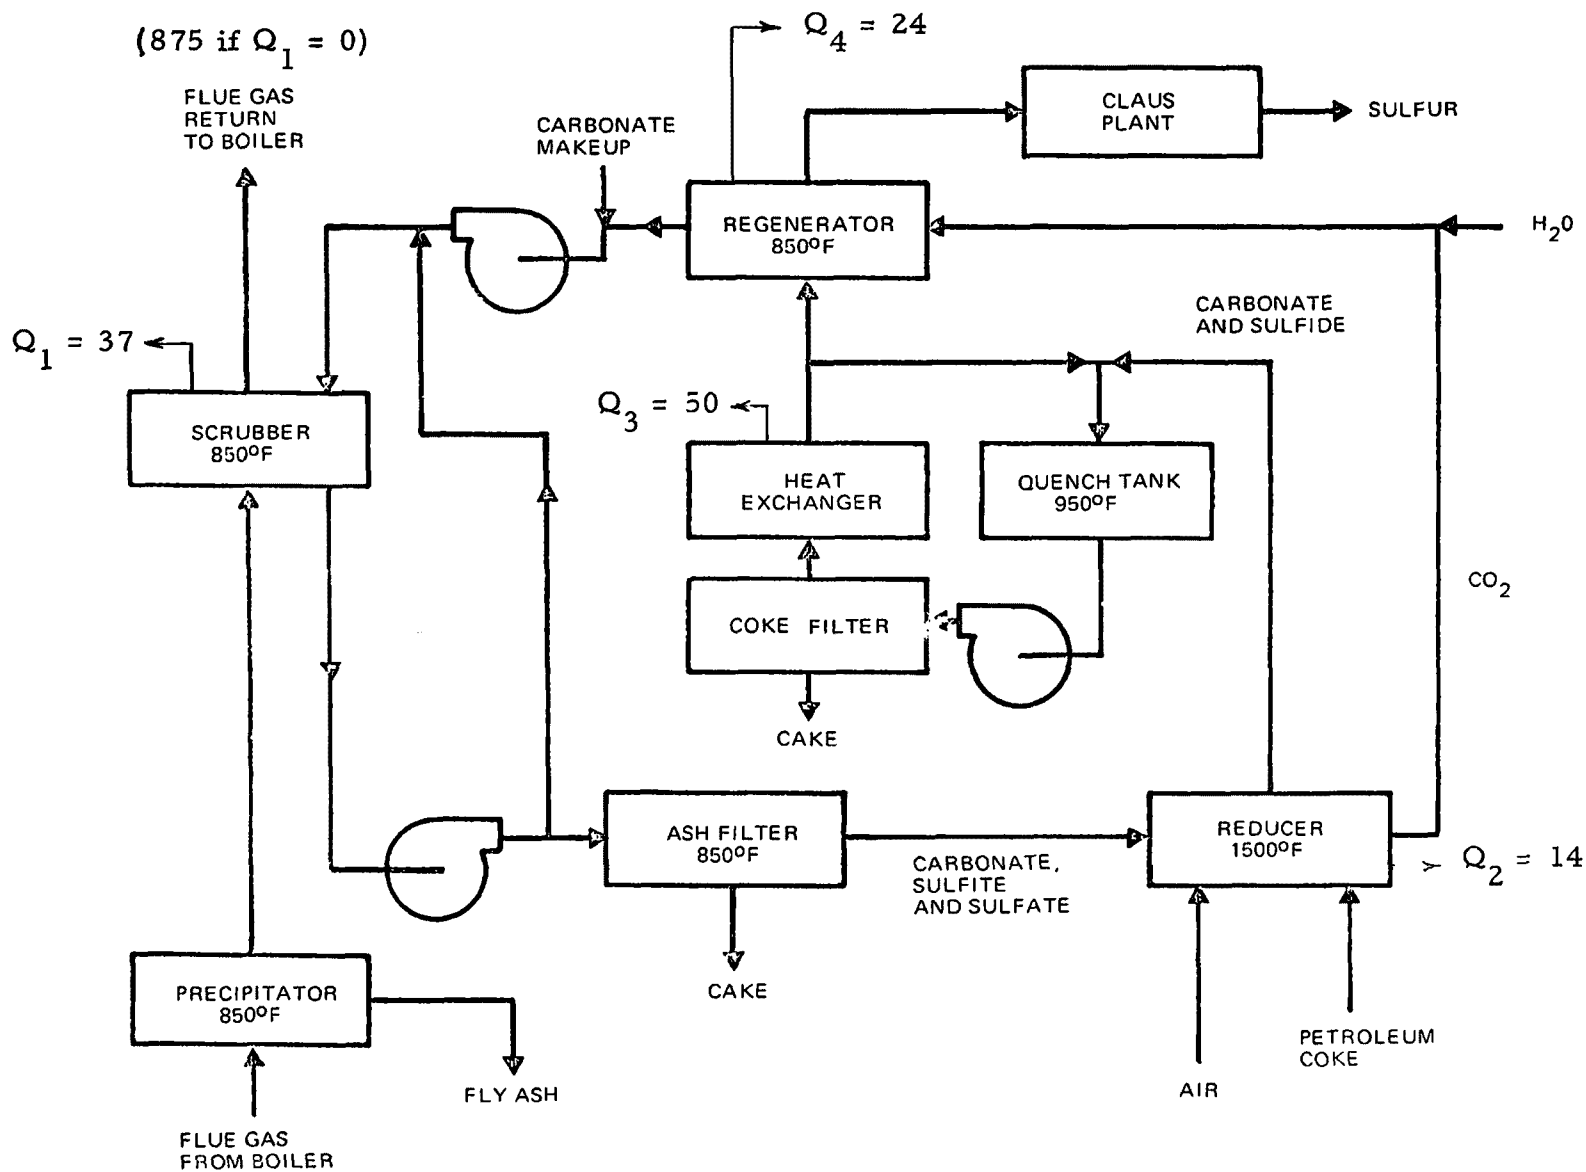 (875 if Q1 = 0)
Q4 = 24
FLUE GAS
RETURN
TO BOILER
CARBONATE
MAKEUP
CLAUS
PLANT
SULFUR
REGENERATOR
850°F
H2O
CARBONATE
AND SULFIDE
Q1 = 37
Q3 = 50
SCRUBBER
850°F
HEAT
EXCHANGER
QUENCH TANK
950°F
CO2
COKE FILTER
CAKE
ASH FILTER
850°F
REDUCER
1500°F
Q2 = 14
CARBONATE,
SULFITE
AND SULFATE
CAKE
PRECIPITATOR
850°F
PETROLEUM
COKE
AIR
FLY ASH
FLUE GAS
FROM BOILER